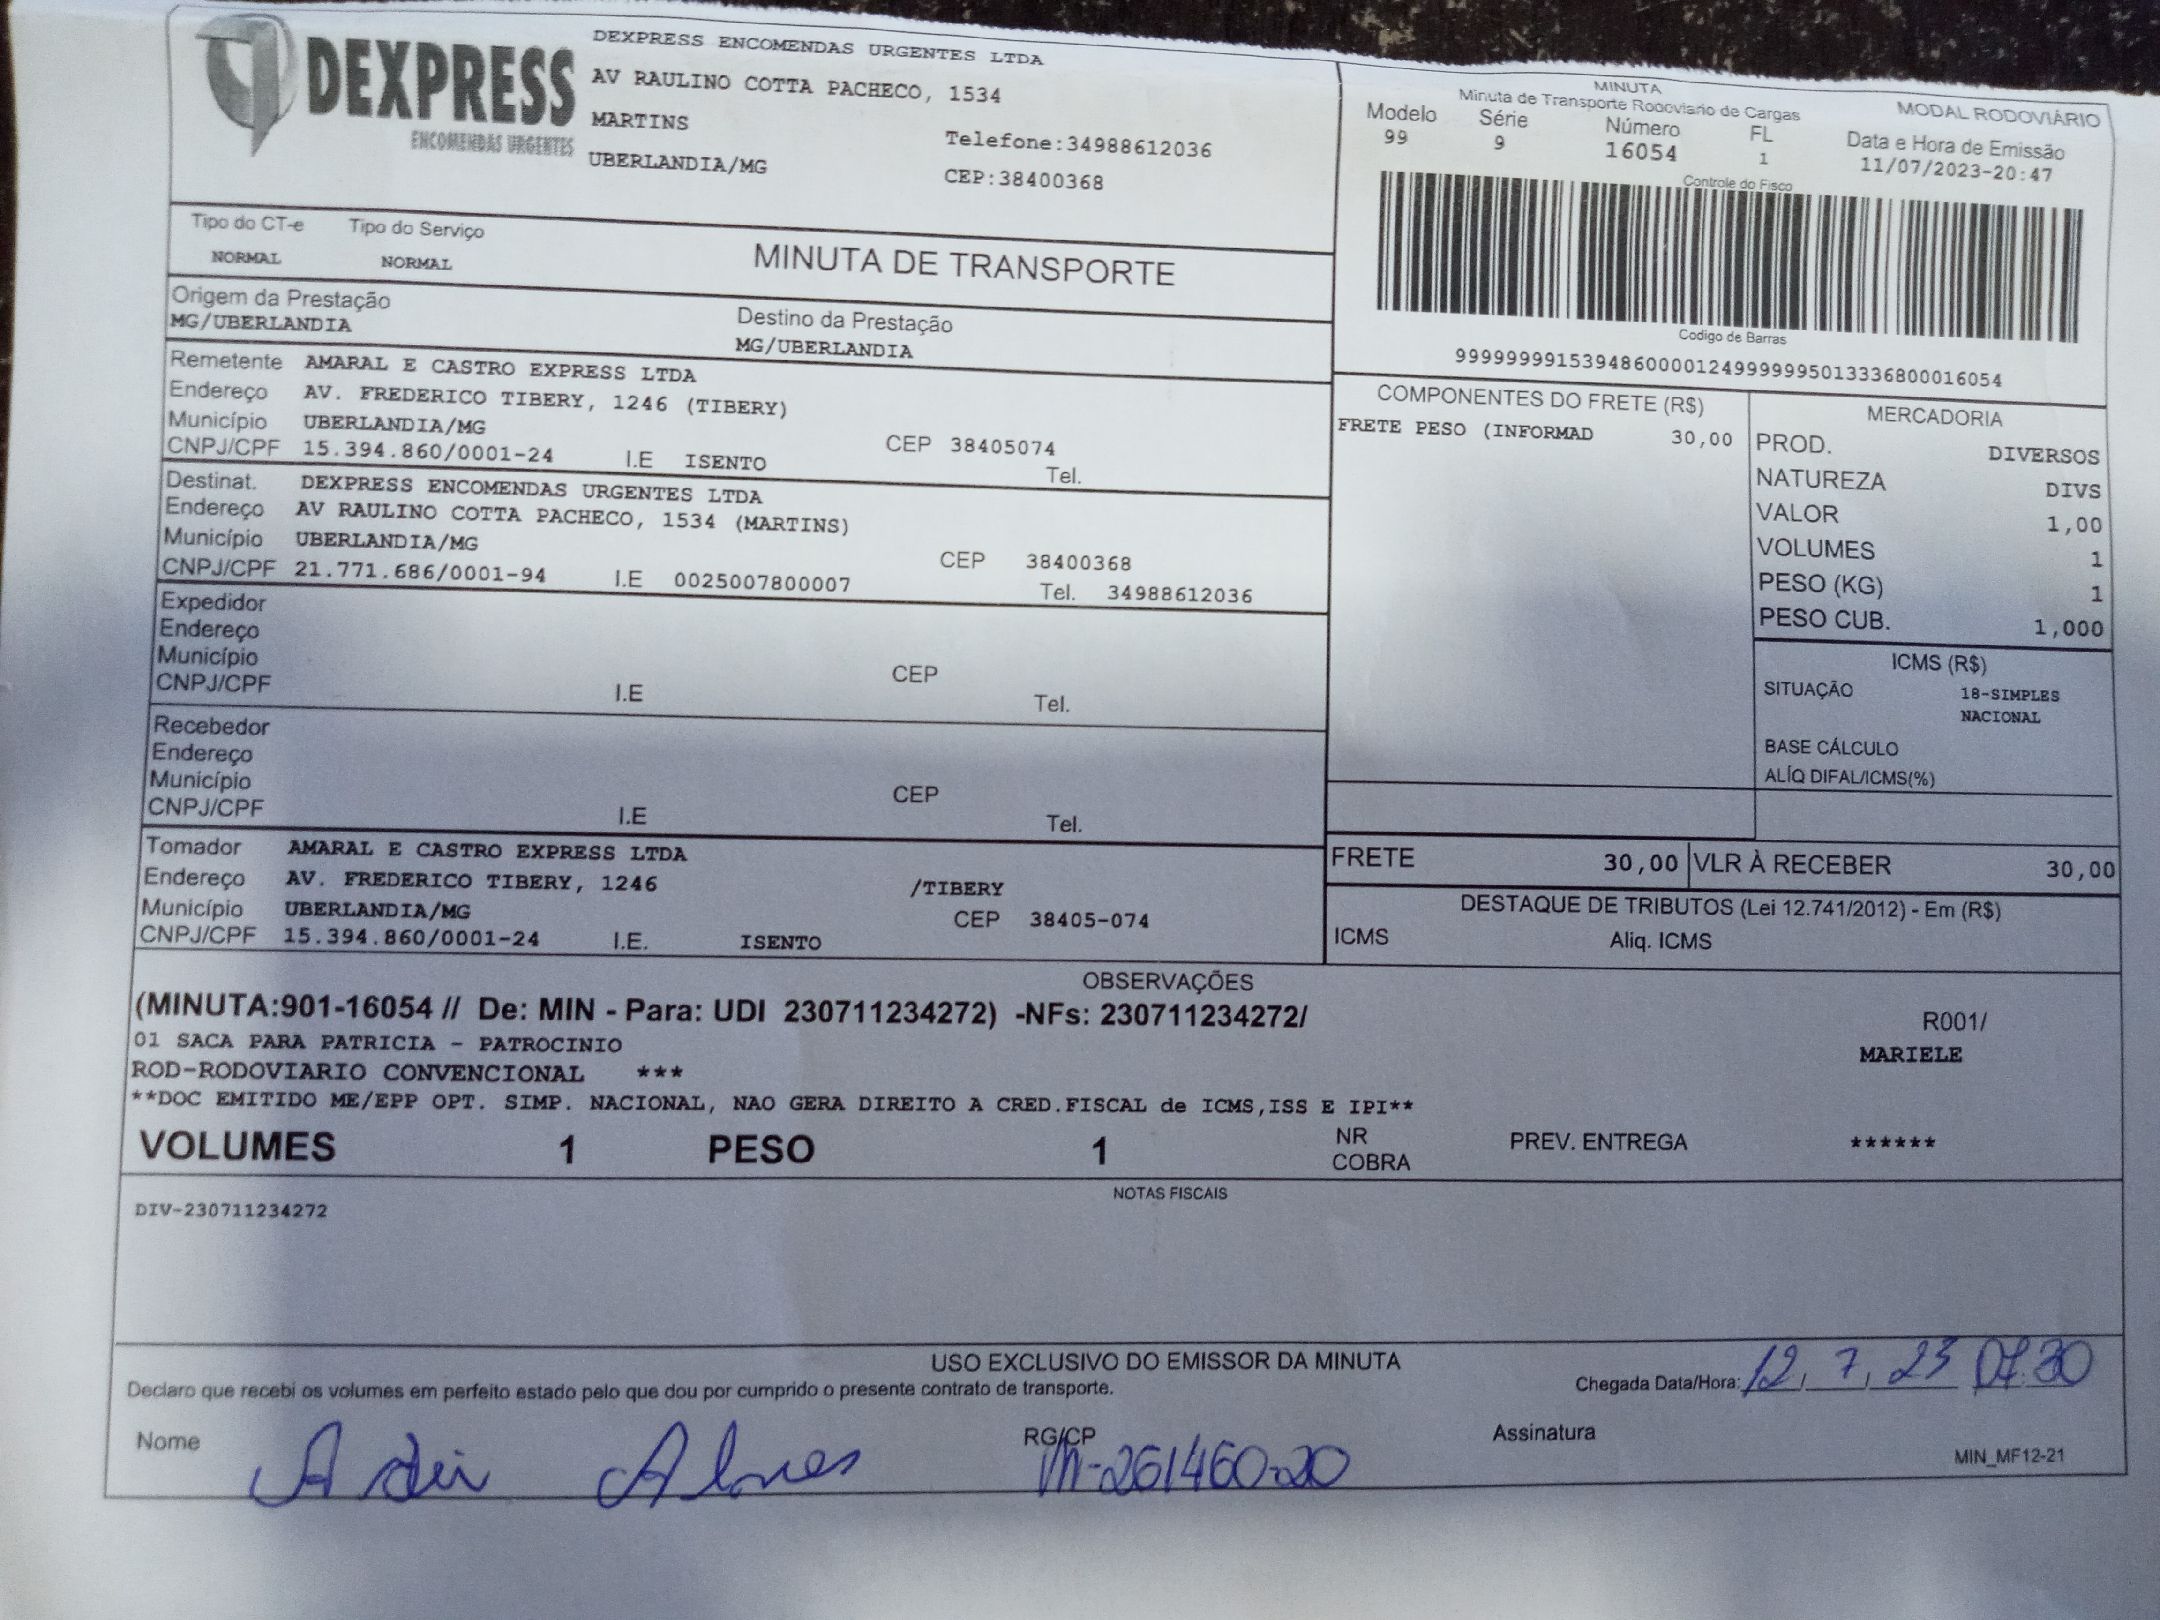 DEXPRESS
ENCOMENDAS URGENTES
DEXPRESS ENCOMENDAS URGENTES LTDA
AV RAULINO COTTA PACHECO, 1534
MARTINS
Telefone:34988612036
UBERLANDIA/MG
CEP:38400368
MINUTA
Minuta de Transporte Rodoviario de Cargas
MODAL RODOVIÁRIO
Modelo Série Número FL Data e Hora de Emissão
99 9 16054 1 11/07/2023-20:47
Controle do Fisco
Codigo de Barras
999999991539486000012499999995013336800016054
Tipo do CT-e Tipo do Serviço
NORMAL NORMAL
MINUTA DE TRANSPORTE
Origem da Prestação Destino da Prestação
MG/UBERLANDIA MG/UBERLANDIA
Remetente AMARAL E CASTRO EXPRESS LTDA
Endereço AV. FREDERICO TIBERY, 1246 (TIBERY)
Município UBERLANDIA/MG CEP 38405074
CNPJ/CPF 15.394.860/0001-24 I.E ISENTO Tel.
Destinat. DEXPRESS ENCOMENDAS URGENTES LTDA
Endereço AV RAULINO COTTA PACHECO, 1534 (MARTINS)
Município UBERLANDIA/MG CEP 38400368
CNPJ/CPF 21.771.686/0001-94 I.E 0025007800007 Tel. 34988612036
Expedidor
Endereço
Município CEP
CNPJ/CPF I.E Tel.
Recebedor
Endereço
Município CEP
CNPJ/CPF I.E Tel.
Tomador AMARAL E CASTRO EXPRESS LTDA
Endereço AV. FREDERICO TIBERY, 1246 /TIBERY
Município UBERLANDIA/MG CEP 38405-074
CNPJ/CPF 15.394.860/0001-24 I.E. ISENTO
COMPONENTES DO FRETE (R$)
FRETE PESO (INFORMAD 30,00
MERCADORIA
PROD. DIVERSOS
NATUREZA DIVS
VALOR 1,00
VOLUMES 1
PESO (KG) 1
PESO CUB. 1,000
ICMS (R$)
SITUAÇÃO 18-SIMPLES
NACIONAL
BASE CÁLCULO
ALÍQ DIFAL/ICMS(%)
FRETE 30,00 VLR À RECEBER 30,00
DESTAQUE DE TRIBUTOS (Lei 12.741/2012) - Em (R$)
ICMS Aliq. ICMS
OBSERVAÇÕES
(MINUTA:901-16054 // De: MIN - Para: UDI 230711234272) -NFs: 230711234272/
R001/
01 SACA PARA PATRICIA - PATROCINIO
MARIELE
ROD-RODOVIARIO CONVENCIONAL ***
**DOC EMITIDO ME/EPP OPT. SIMP. NACIONAL, NAO GERA DIREITO A CRED.FISCAL de ICMS,ISS E IPI**
VOLUMES 1 PESO 1 NR COBRA PREV. ENTREGA ******
NOTAS FISCAIS
DIV-230711234272
USO EXCLUSIVO DO EMISSOR DA MINUTA
Declaro que recebi os volumes em perfeito estado pelo que dou por cumprido o presente contrato de transporte.
Chegada Data/Hora: 12, 7, 23 07:30
Nome Alves RG/CP M-26146020 Assinatura
MIN_MF12-21